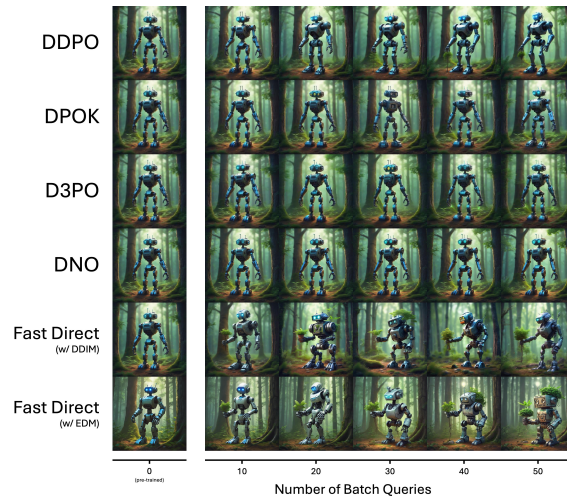 DDPO
DPOK
D3PO
DNO
Fast Direct
(w/ DDIM)
Fast Direct
(w/ EDM)
0 10 20 30 40 50
(pre-trained)
Number of Batch Queries